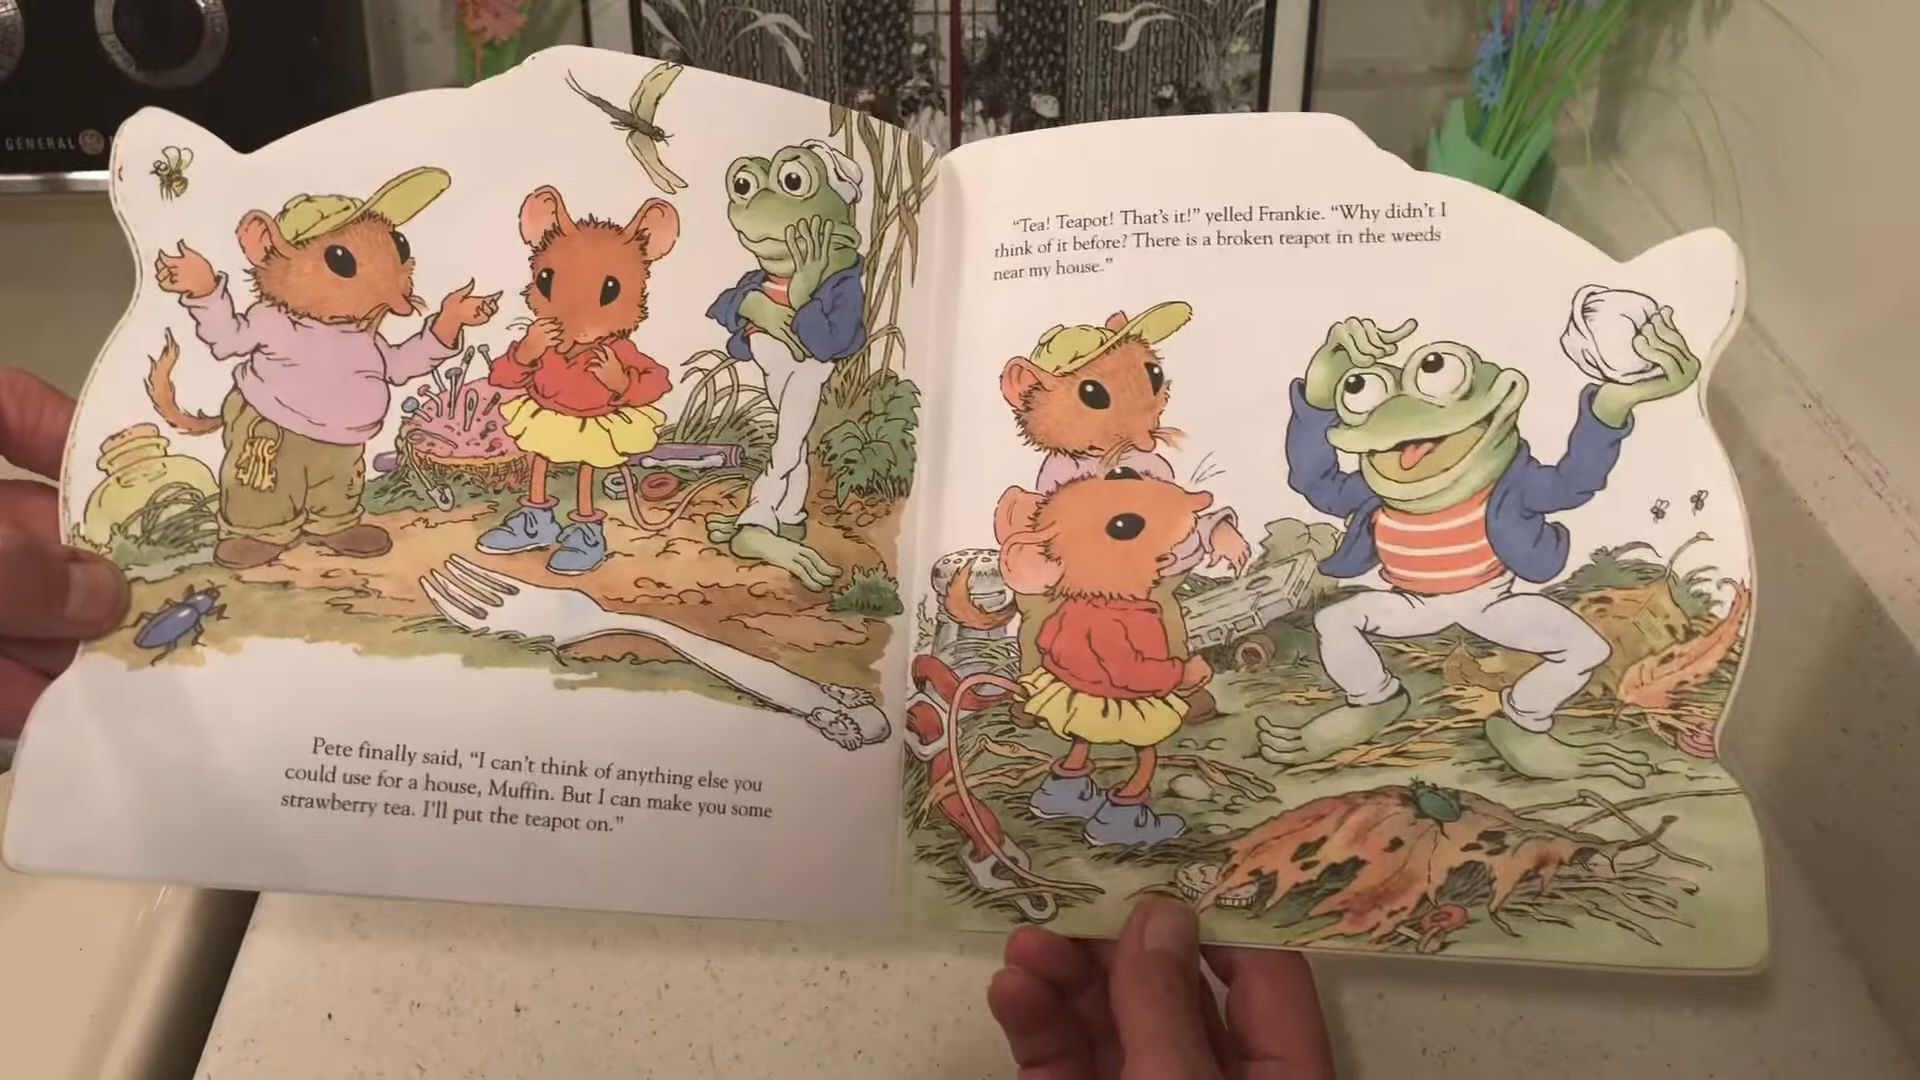 GENERAL
Pete finally said, “I can’t think of anything else you
could use for a house, Muffin. But I can make you some
strawberry tea. I’ll put the teapot on.”
“Tea! Teapot! That’s it!” yelled Frankie. “Why didn’t I
think of it before? There is a broken teapot in the weeds
near my house.”